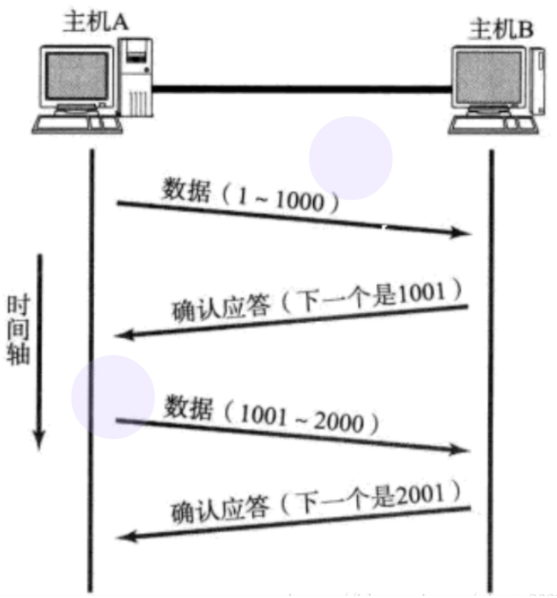 主机A
主机B
数据（1~1000）
确认应答（下一个是1001）
时间轴
数据（1001~2000）
确认应答（下一个是2001）